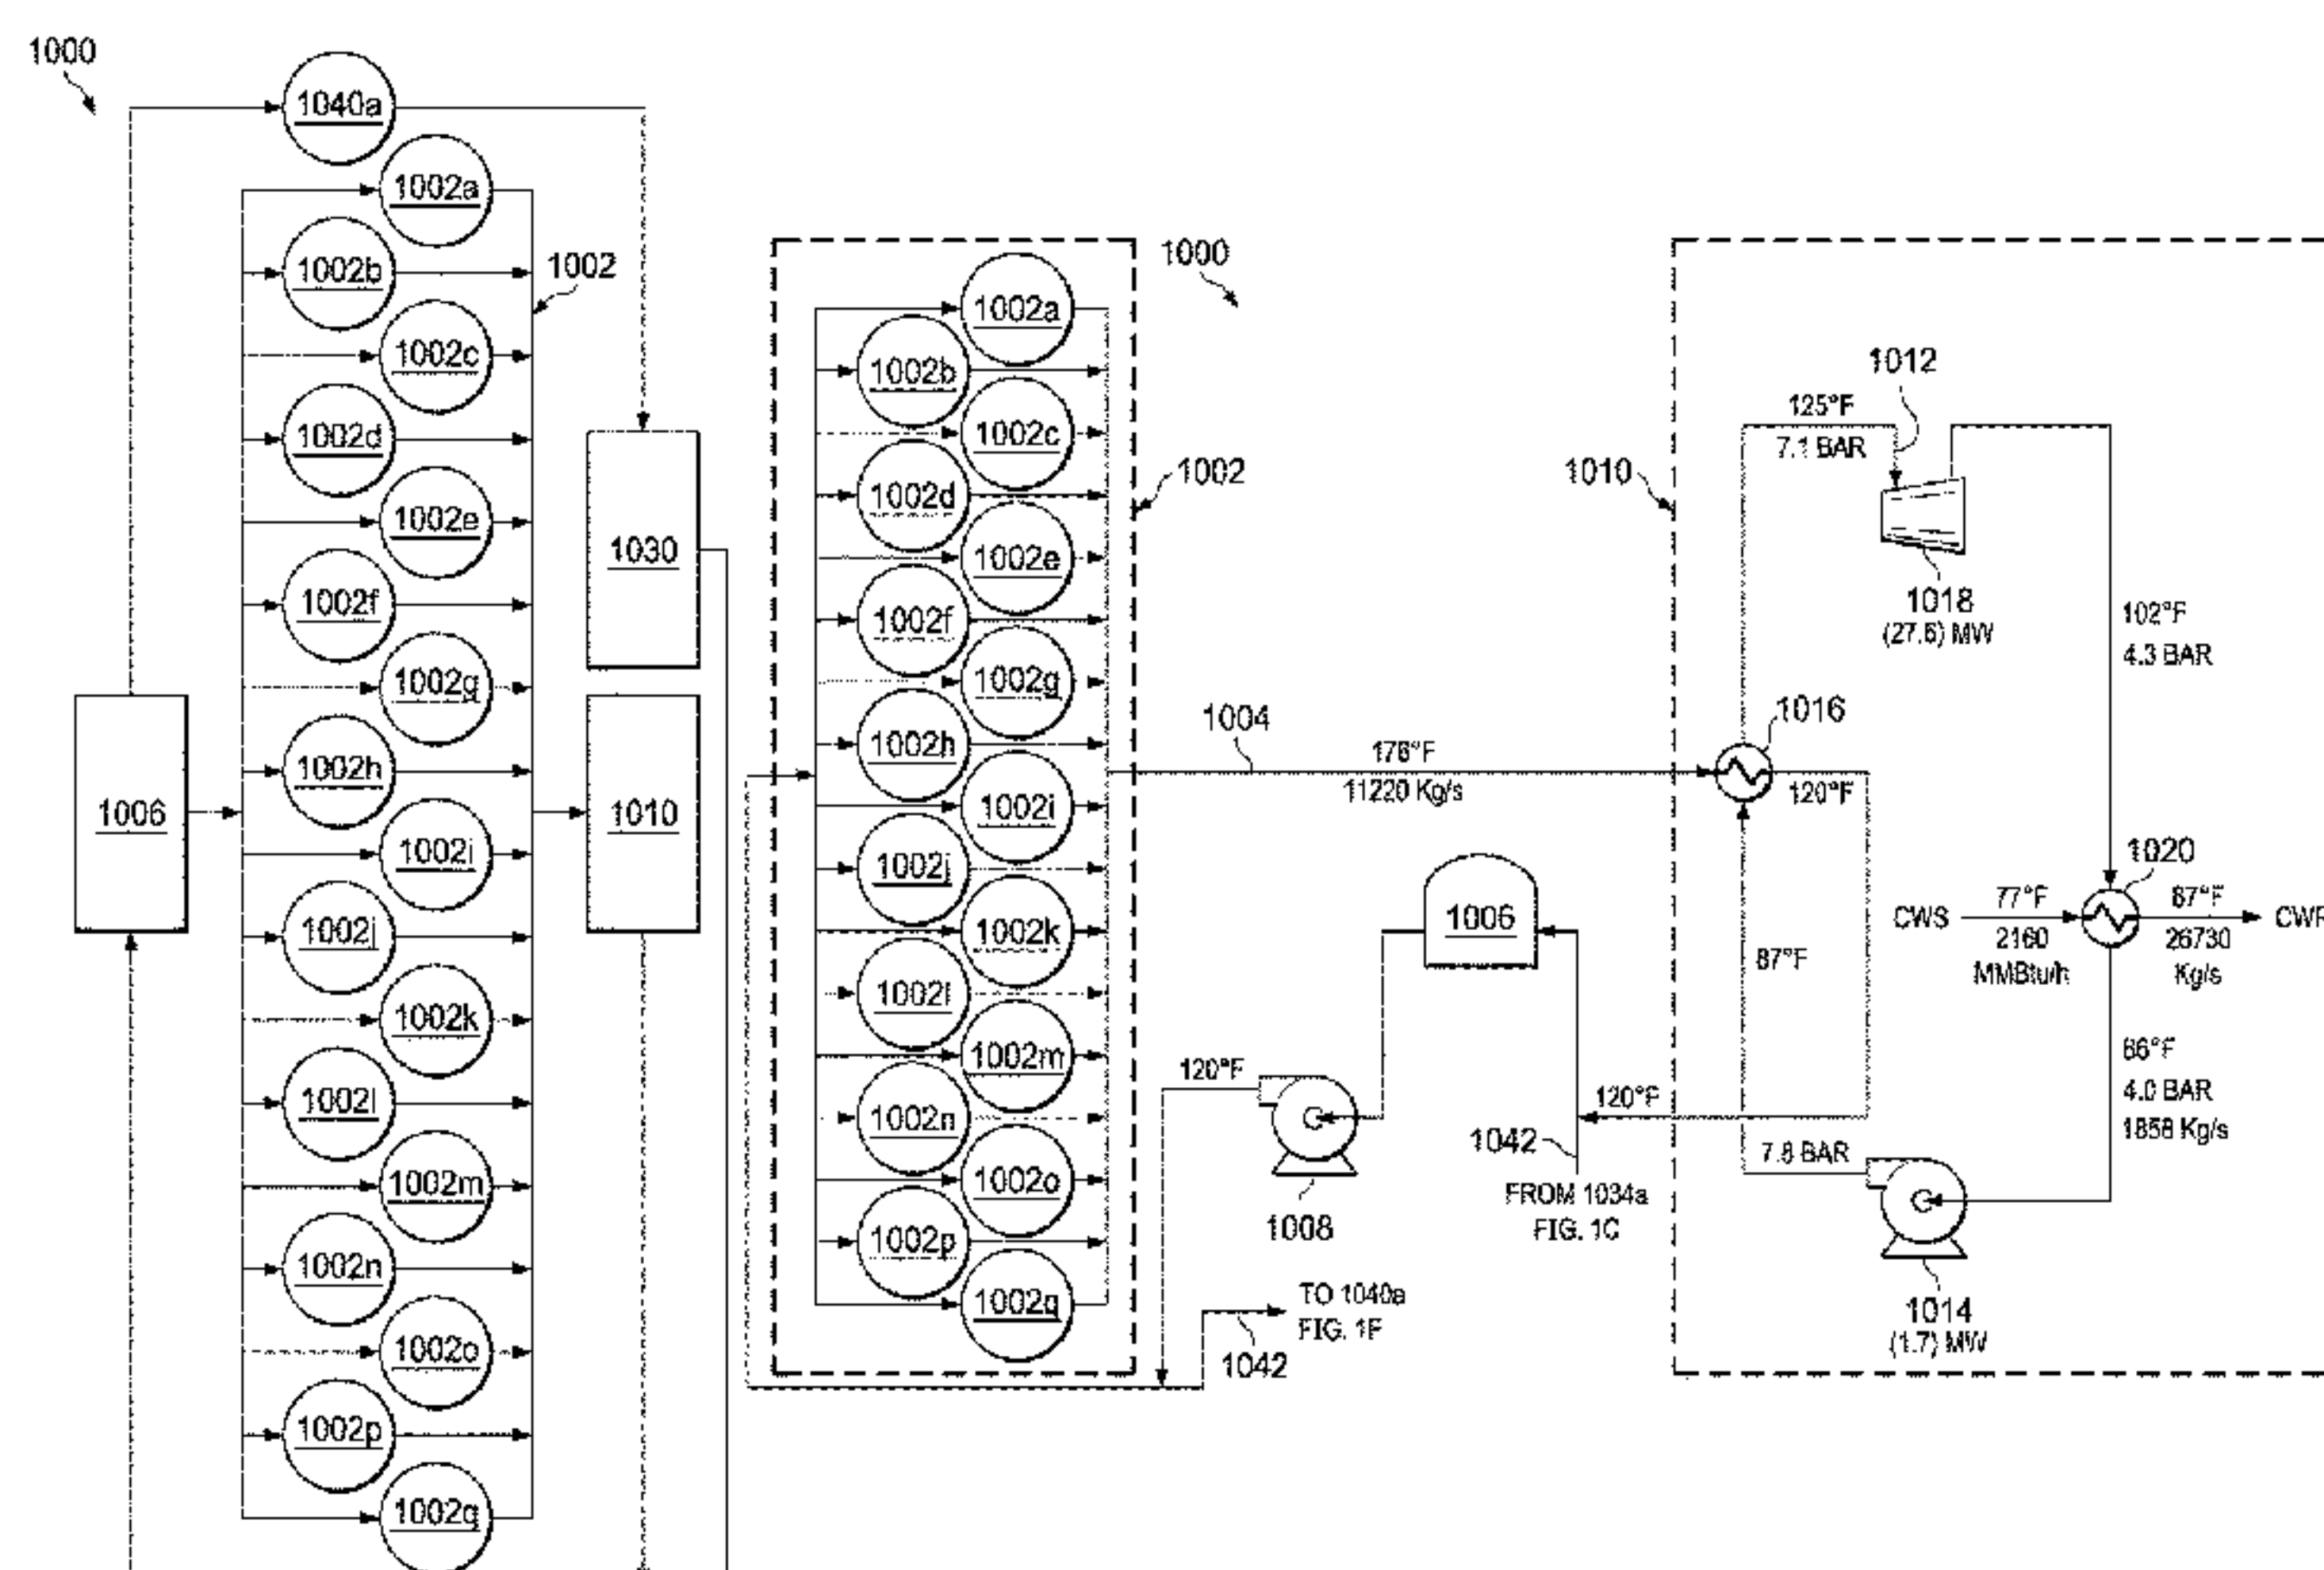 1000
1040a
1002a
1002b
1002
1002c
1002d
1002e
1030
1002f
1002g
1002h
1006
1010
1002i
1002j
1002k
1002l
1002m
1002n
1002o
1002p
1002q
1000
1002a
1002b
1002c
1002
1002d
1002e
1002f
1002g
1002h
1002i
1002j
1002k
1002l
1002m
1002n
1002o
1002p
1002q
1004
176°F
11220 Kg/s
1006
120°F
1008
120°F
1042
FROM 1034a
FIG. 1C
TO 1040a
FIG. 1F
1042
1010
1012
125°F
7.1 BAR
1018
(27.6) MW
102°F
4.3 BAR
1016
120°F
1020
CWS
77°F
2160
MMBtu/h
87°F
26730
Kg/s
CWR
87°F
86°F
4.0 BAR
1858 Kg/s
7.8 BAR
1014
(1.7) MW